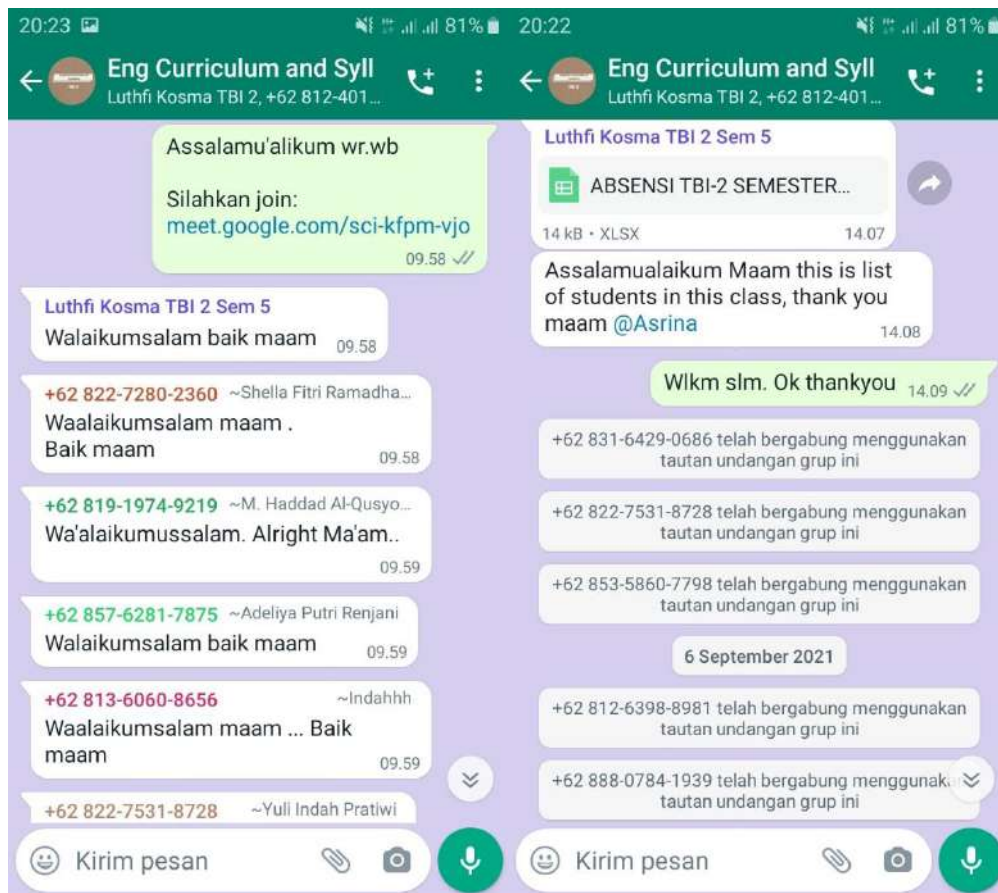 20:23 81%
Eng Curriculum and Syll
Luthfi Kosma TBI 2, +62 812-401...
Assalamu'alikum wr.wb
Silahkan join:
meet.google.com/sci-kfpm-vjo
09.58
Luthfi Kosma TBI 2 Sem 5
Walaikumsalam baik maam 09.58
+62 822-7280-2360 ~Shella Fitri Ramadha...
Waalaikumsalam maam .
Baik maam
09.58
+62 819-1974-9219 ~M. Haddad Al-Qusyo...
Wa'alaikumussalam. Alright Ma'am..
09.59
+62 857-6281-7875 ~Adeliya Putri Renjani
Walaikumsalam baik maam 09.59
+62 813-6060-8656 ~Indahhh
Waalaikumsalam maam ... Baik
maam
09.59
+62 822-7531-8728 ~Yuli Indah Pratiwi
Kirim pesan
20:22 81%
Eng Curriculum and Syll
Luthfi Kosma TBI 2, +62 812-401...
Luthfi Kosma TBI 2 Sem 5
ABSENSI TBI-2 SEMESTER...
14 kB • XLSX 14.07
Assalamualaikum Maam this is list
of students in this class, thank you
maam @Asrina 14.08
Wlkm slm. Ok thankyou 14.09
+62 831-6429-0686 telah bergabung menggunakan
tautan undangan grup ini
+62 822-7531-8728 telah bergabung menggunakan
tautan undangan grup ini
+62 853-5860-7798 telah bergabung menggunakan
tautan undangan grup ini
6 September 2021
+62 812-6398-8981 telah bergabung menggunakan
tautan undangan grup ini
+62 888-0784-1939 telah bergabung menggunak
tautan undangan grup ini
Kirim pesan